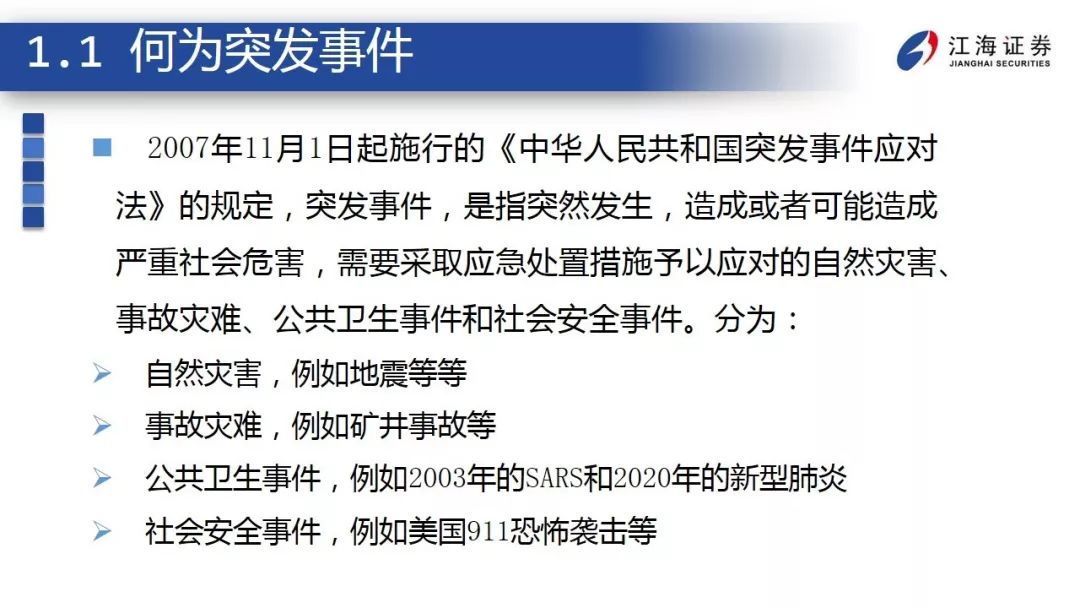 1.1 何为突发事件
江海证券
JIANGHAI SECURITIES
2007年11月1日起施行的《中华人民共和国突发事件应对
法》的规定，突发事件，是指突然发生，造成或者可能造成
严重社会危害，需要采取应急处置措施予以应对的自然灾害、
事故灾难、公共卫生事件和社会安全事件。分为：
自然灾害，例如地震等等
事故灾难，例如矿井事故等
公共卫生事件，例如2003年的SARS和2020年的新型肺炎
社会安全事件，例如美国911恐怖袭击等